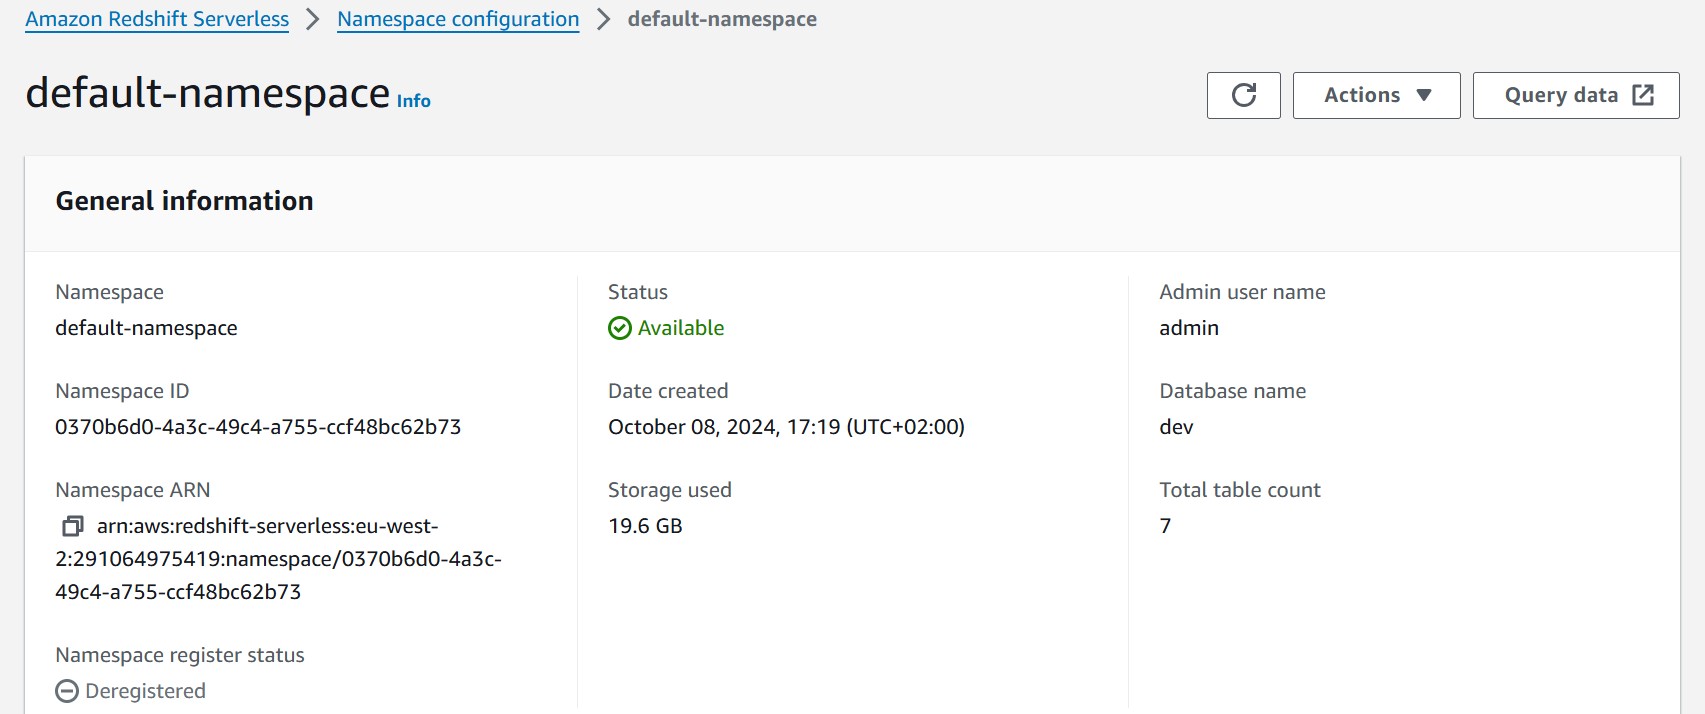 Amazon Redshift Serverless > Namespace configuration > default-namespace
default-namespace Info
Actions
Query data
General information
Namespace
default-namespace
Namespace ID
0370b6d0-4a3c-49c4-a755-ccf48bc62b73
Namespace ARN
arn:aws:redshift-serverless:eu-west-
2:291064975419:namespace/0370b6d0-4a3c-
49c4-a755-ccf48bc62b73
Namespace register status
Deregistered
Status
Available
Date created
October 08, 2024, 17:19 (UTC+02:00)
Storage used
19.6 GB
Admin user name
admin
Database name
dev
Total table count
7